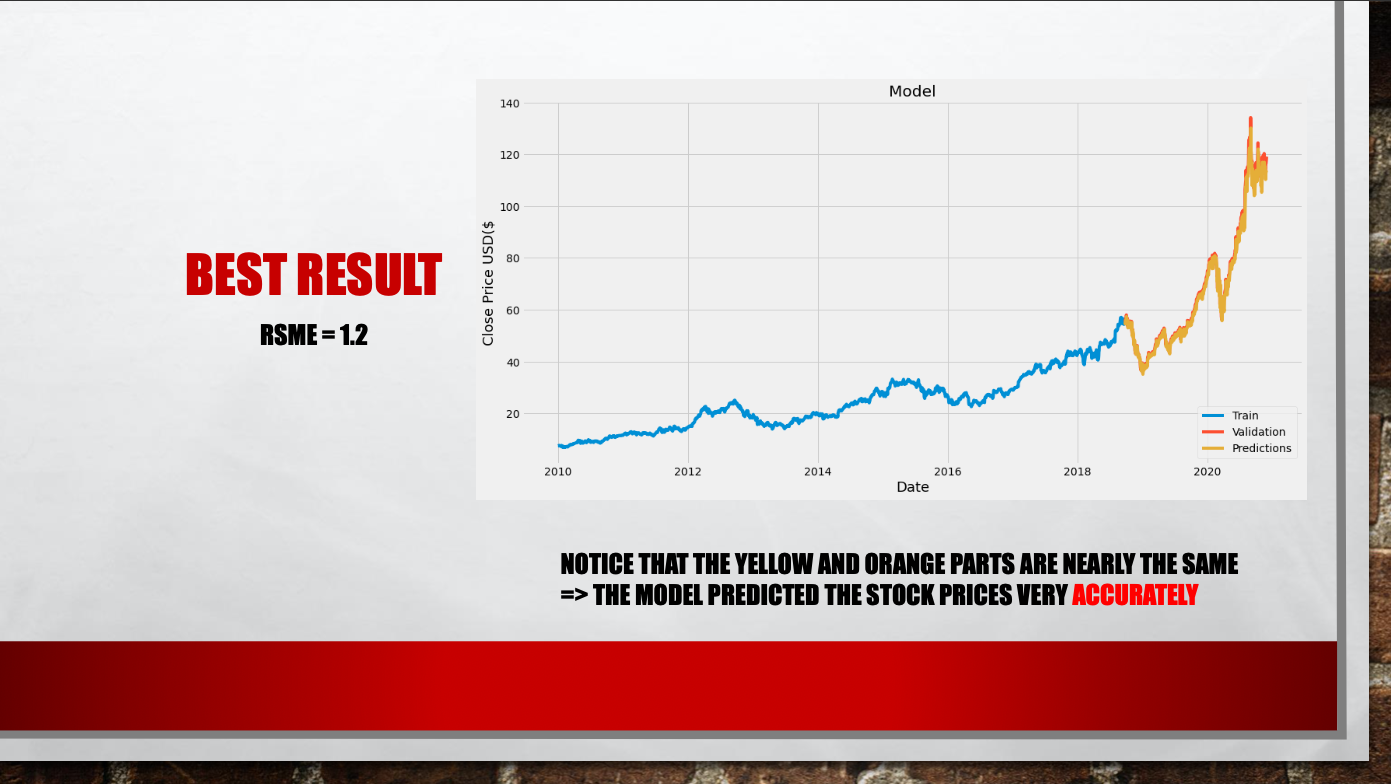 BEST RESULT
RSME = 1.2
Model
Close Price USD($
140
120
100
80
60
40
20
2010 2012 2014 2016 2018 2020
Date
Train
Validation
Predictions
NOTICE THAT THE YELLOW AND ORANGE PARTS ARE NEARLY THE SAME
=> THE MODEL PREDICTED THE STOCK PRICES VERY ACCURATELY